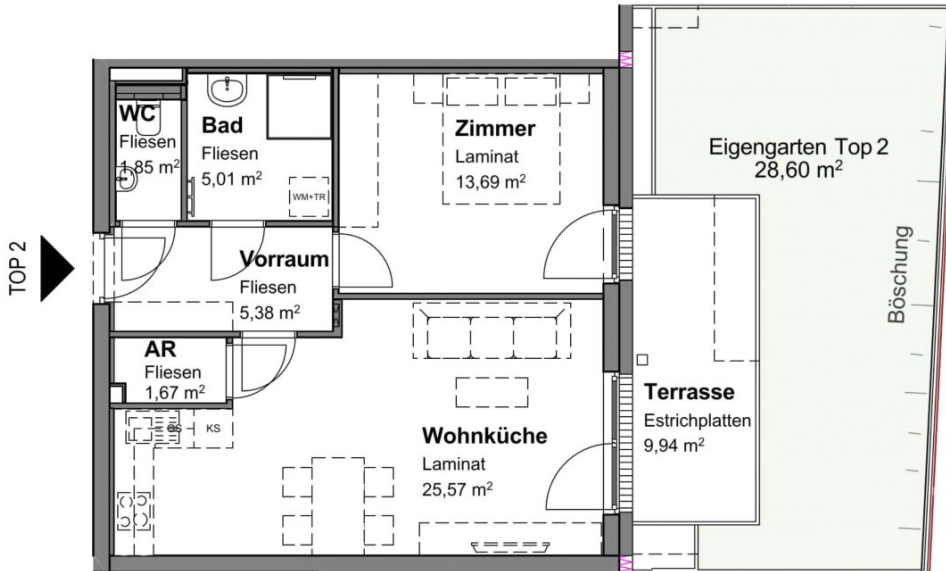 TOP 2
WC
Fliesen
1,85 m²
Bad
Fliesen
5,01 m²
WM+TR
Zimmer
Laminat
13,69 m²
Eigengarten Top 2
28,60 m²
Böschung
Vorraum
Fliesen
5,38 m²
AR
Fliesen
1,67 m²
GS
KS
Wohnküche
Laminat
25,57 m²
Terrasse
Estrichplatten
9,94 m²